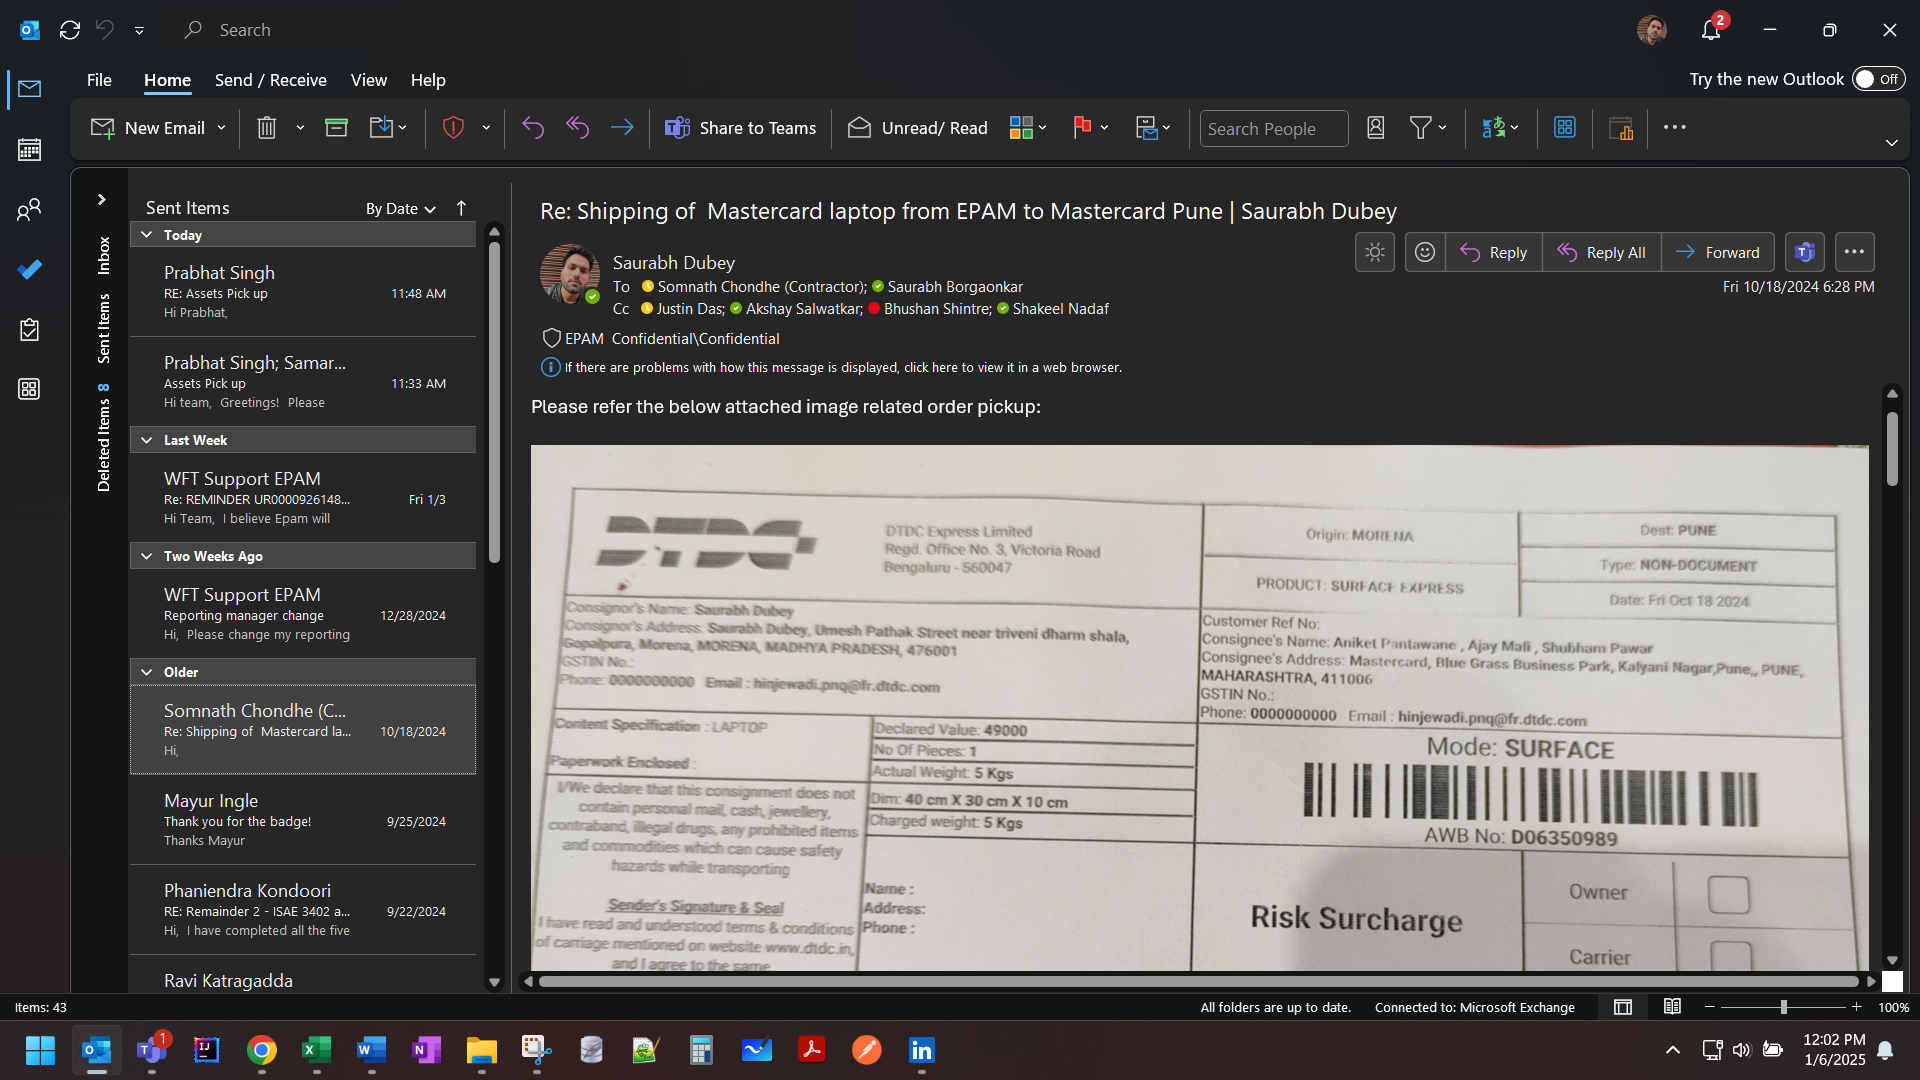 Search
2
File
Home
Send / Receive
View
Help
Try the new Outlook
Off
New Email
Share to Teams
Unread/ Read
Search People
Inbox
Sent Items
Deleted Items 8
Sent Items
By Date
Today
Prabhat Singh
RE: Assets Pick up 11:48 AM
Hi Prabhat,
Prabhat Singh; Samar...
Assets Pick up 11:33 AM
Hi team, Greetings! Please
Last Week
WFT Support EPAM
Re: REMINDER UR0000926148... Fri 1/3
Hi Team, I believe Epam will
Two Weeks Ago
WFT Support EPAM
Reporting manager change 12/28/2024
Hi, Please change my reporting
Older
Somnath Chondhe (C...
Re: Shipping of Mastercard la... 10/18/2024
Hi,
Mayur Ingle
Thank you for the badge! 9/25/2024
Thanks Mayur
Phaniendra Kondoori
RE: Remainder 2 - ISAE 3402 a... 9/22/2024
Hi, I have completed all the five
Ravi Katragadda
Re: Shipping of Mastercard laptop from EPAM to Mastercard Pune | Saurabh Dubey
Saurabh Dubey
To Somnath Chondhe (Contractor); Saurabh Borgaonkar
Cc Justin Das; Akshay Salwatkar; Bhushan Shintre; Shakeel Nadaf
Reply
Reply All
Forward
Fri 10/18/2024 6:28 PM
EPAM Confidential\Confidential
If there are problems with how this message is displayed, click here to view it in a web browser.
Please refer the below attached image related order pickup:
DTDC
DTDC Express Limited
Regd. Office No. 3, Victoria Road
Bengaluru - 560047
Origin: MORENA
PRODUCT: SURFACE EXPRESS
Dest: PUNE
Type: NON-DOCUMENT
Date: Fri Oct 18 2024
Consignor's Name: Saurabh Dubey
Consignor's Address: Saurabh Dubey, Umesh Pathak Street near triveni dharm shala,
Gopalpura, Morena, MORENA, MADHYA PRADESH, 476001
GSTIN No.:
Phone: 0000000000 Email : hinjewadi.pnq@fr.dtdc.com
Customer Ref No:
Consignee's Name: Aniket Pantawane , Ajay Mali , Shubham Pawar
Consignee's Address: Mastercard, Blue Grass Business Park, Kalyani Nagar,Pune,, PUNE,
MAHARASHTRA, 411006
GSTIN No.:
Phone: 0000000000 Email : hinjewadi.pnq@fr.dtdc.com
Content Specification : LAPTOP
Paperwork Enclosed :
Declared Value: 49000
No Of Pieces: 1
Actual Weight: 5 Kgs
Dim: 40 cm X 30 cm X 10 cm
Charged weight: 5 Kgs
Mode: SURFACE
AWB No: D06350989
I/We declare that this consignment does not
contain personal mail, cash, jewellery,
contraband, illegal drugs, any prohibited items
and commodities which can cause safety
hazards while transporting
Sender's Signature & Seal
I have read and understood terms & conditions
of carriage mentioned on website www.dtdc.in,
and I agree to the same
Name :
Address:
Phone :
Risk Surcharge
Owner
Carrier
Items: 43
All folders are up to date.
Connected to: Microsoft Exchange
100%
1
12:02 PM
1/6/2025